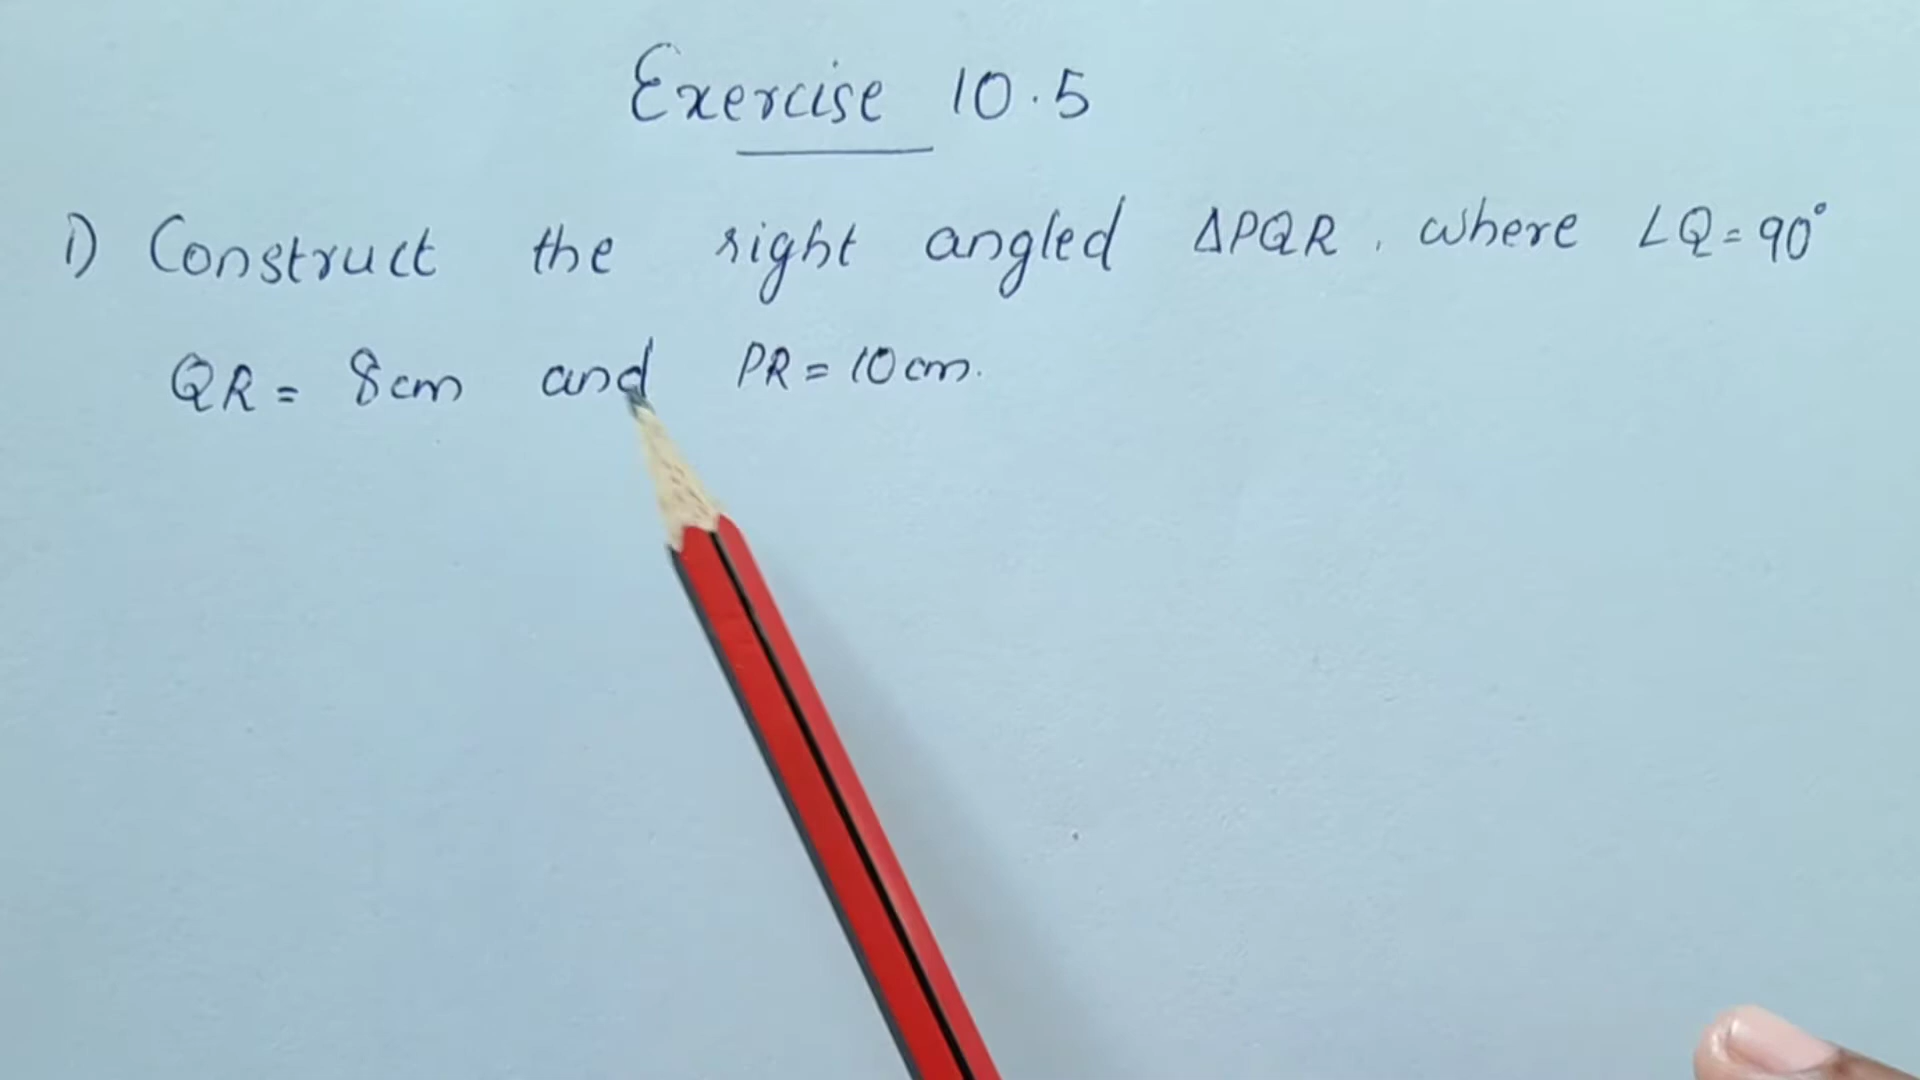 Exercise 10.5
1) Construct the right angled ΔPQR, where ∠Q=90°
QR = 8cm and PR = 10cm.